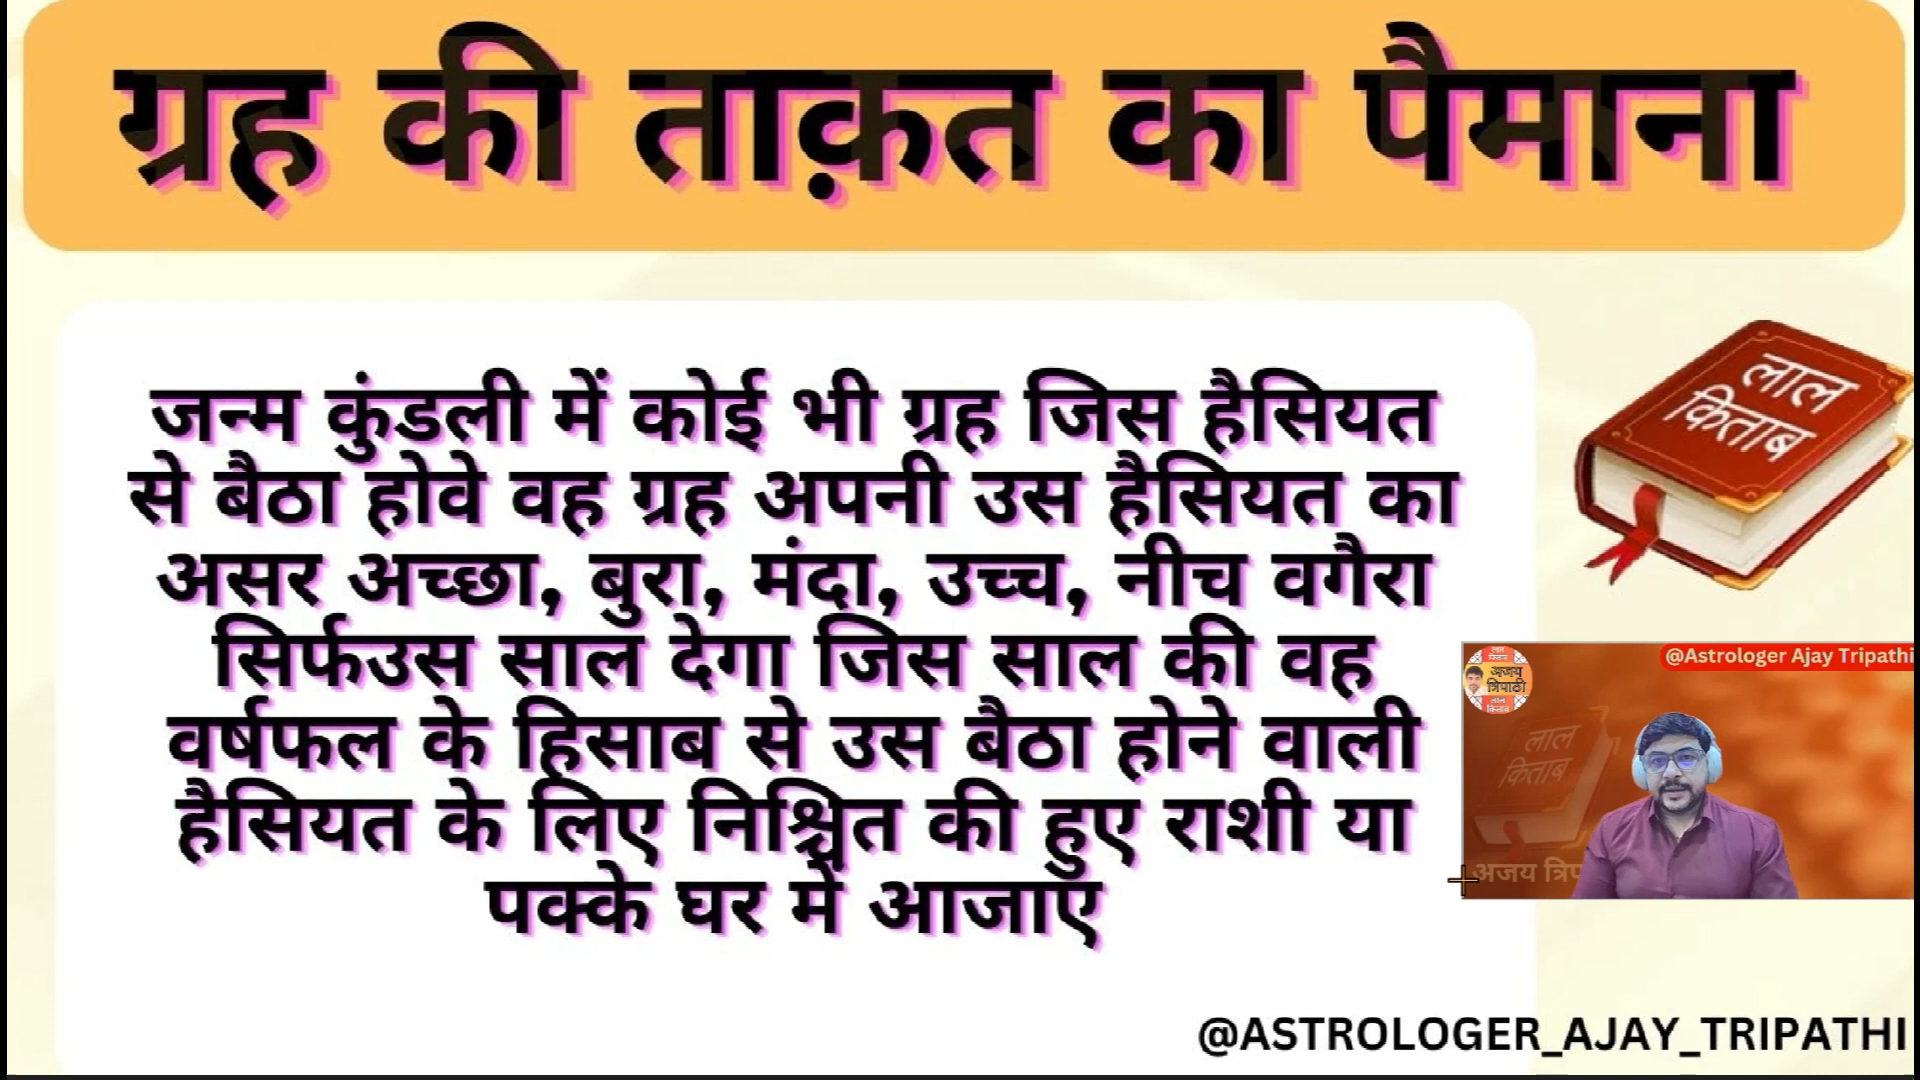 ग्रह की ताक़त का पैमाना
जन्म कुंडली में कोई भी ग्रह जिस हैसियत
से बैठा होवे वह ग्रह अपनी उस हैसियत का
असर अच्छा, बुरा, मंदा, उच्च, नीच वगैरा
सिर्फउस साल देगा जिस साल की वह
वर्षफल के हिसाब से उस बैठा होने वाली
हैसियत के लिए निश्चित की हुए राशी या
पक्के घर में आजाए
लाल
किताब
@Astrologer Ajay Tripathi
लाल
किताब
अजय
त्रिपाठी
लाल
किताब
लाल
किताब
अजय त्रिप
@ASTROLOGER_AJAY_TRIPATHI